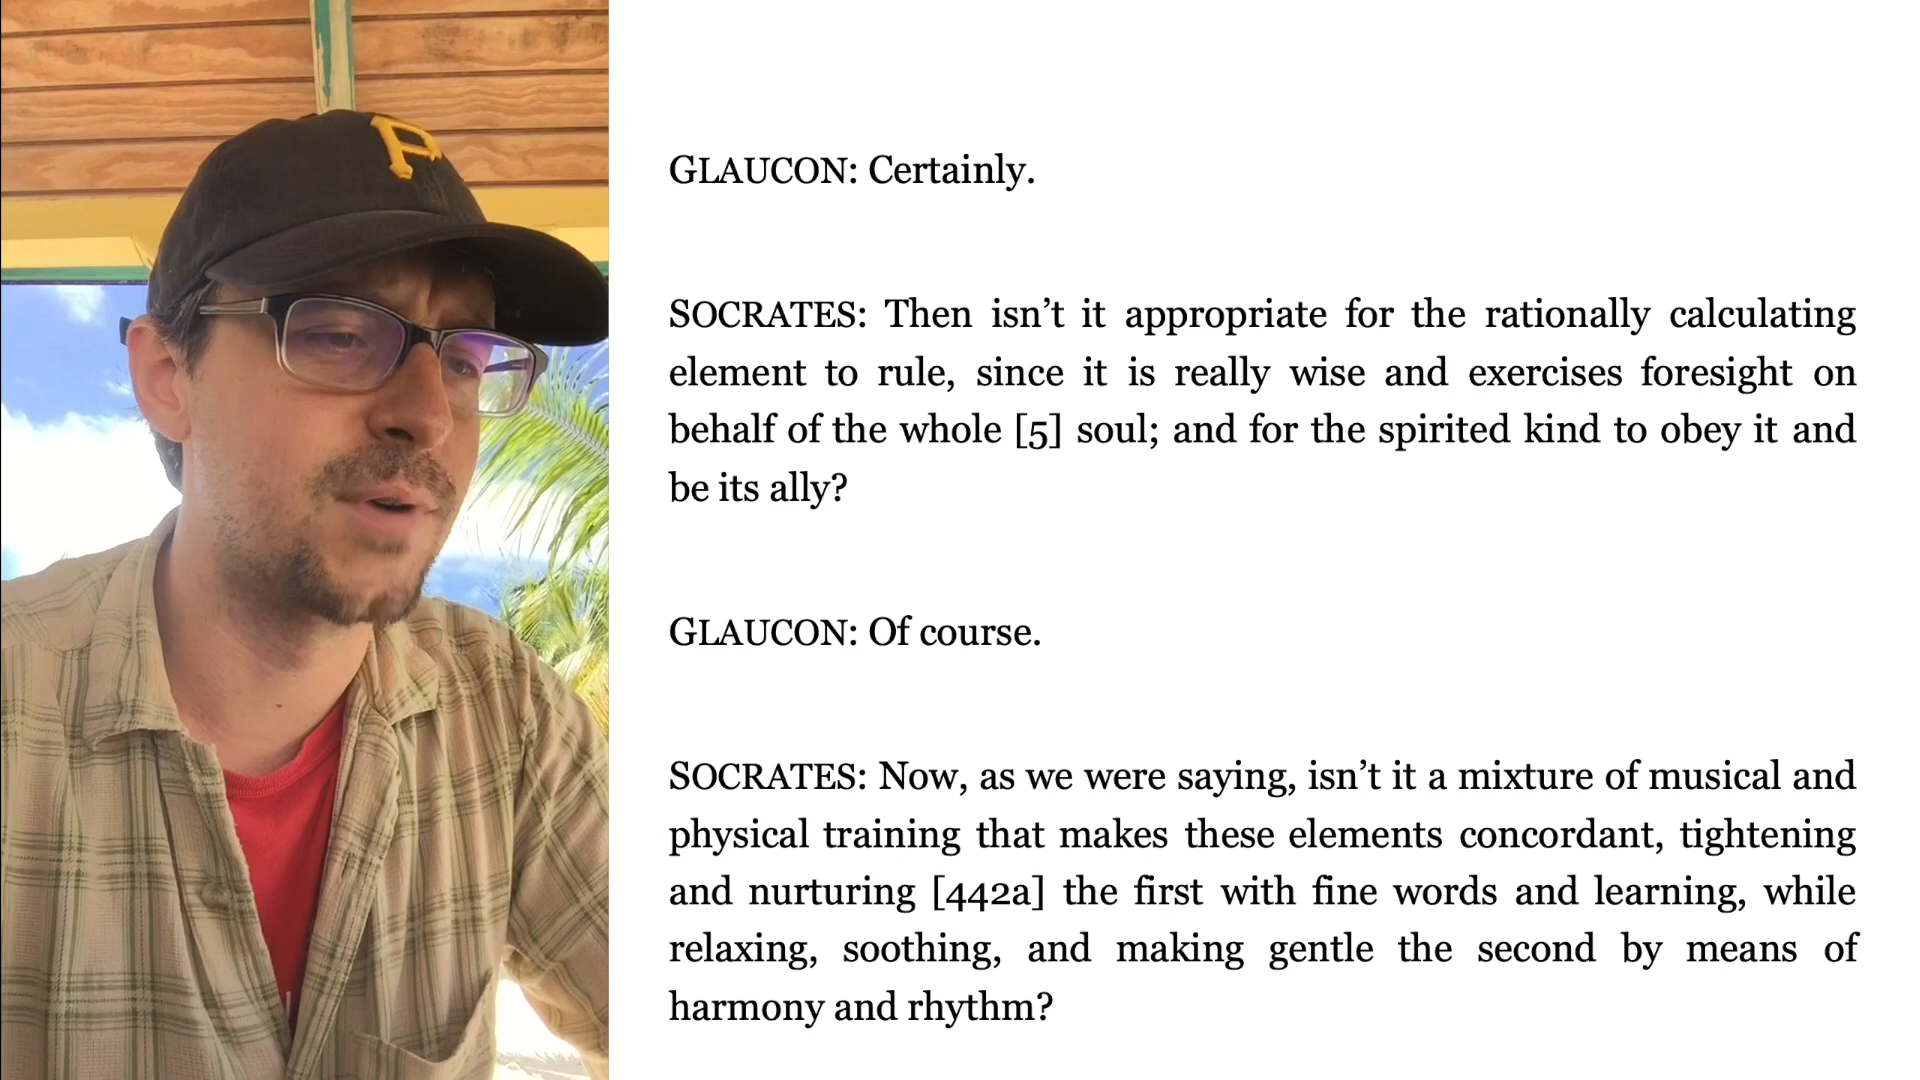 P
GLAUCON: Certainly.
SOCRATES: Then isn’t it appropriate for the rationally calculating
element to rule, since it is really wise and exercises foresight on
behalf of the whole [5] soul; and for the spirited kind to obey it and
be its ally?
GLAUCON: Of course.
SOCRATES: Now, as we were saying, isn’t it a mixture of musical and
physical training that makes these elements concordant, tightening
and nurturing [442a] the first with fine words and learning, while
relaxing, soothing, and making gentle the second by means of
harmony and rhythm?